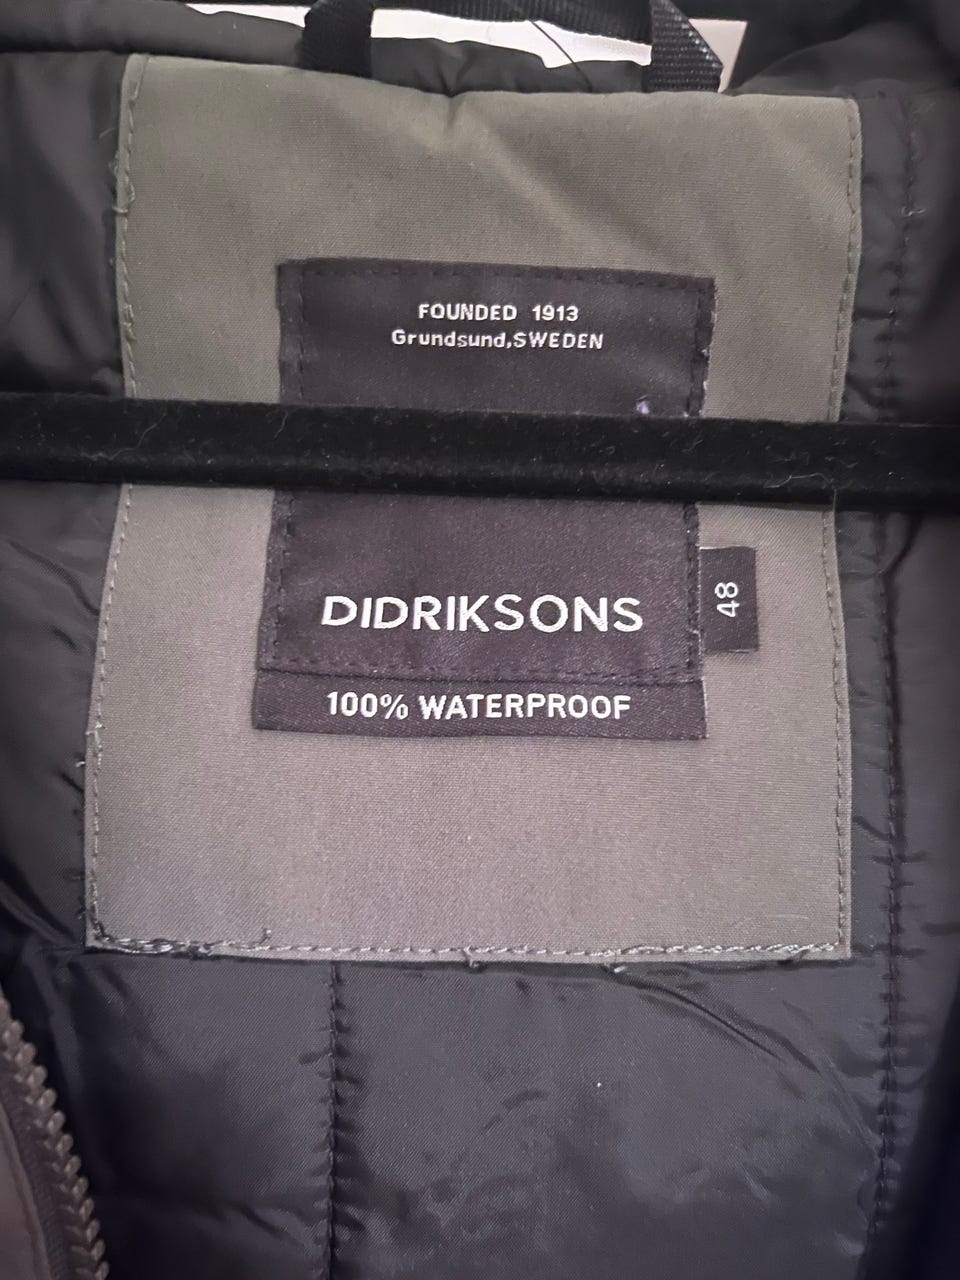 FOUNDED 1913
Grundsund,SWEDEN
DIDRIKSONS
48
100% WATERPROOF